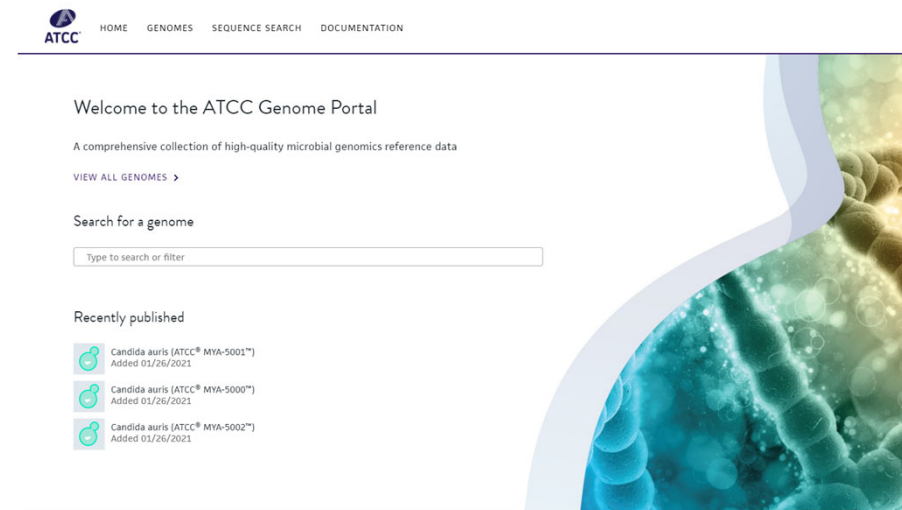 ATCC®
HOME GENOMES SEQUENCE SEARCH DOCUMENTATION
Welcome to the ATCC Genome Portal
A comprehensive collection of high-quality microbial genomics reference data
VIEW ALL GENOMES >
Search for a genome
Type to search or filter
Recently published
Candida auris (ATCC® MYA-5001™)
Added 01/26/2021
Candida auris (ATCC® MYA-5000™)
Added 01/26/2021
Candida auris (ATCC® MYA-5002™)
Added 01/26/2021